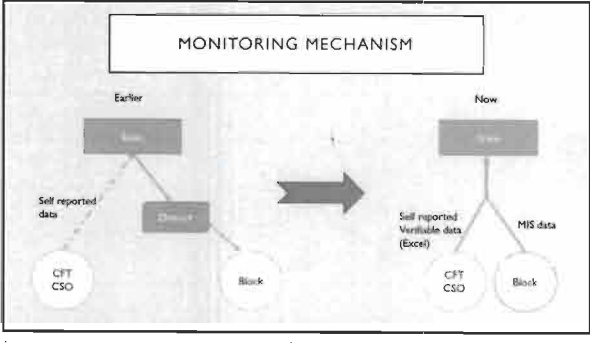 MONITORING MECHANISM
Earlier
Now
State
State
Self reported
data
District
Self reported
Verifiable data
(Excel)
MIS data
CFT
CSO
Block
CFT
CSO
Block